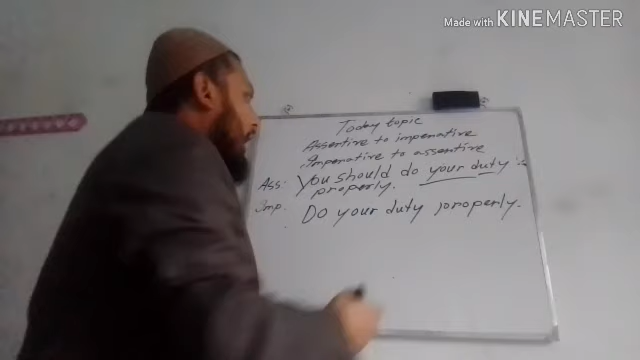 Made with KINEMASTER
Today topic
Assertive to imperative
Imperative to assertive
Ass: You should do your duty
properly.
Imp. Do your duty properly.